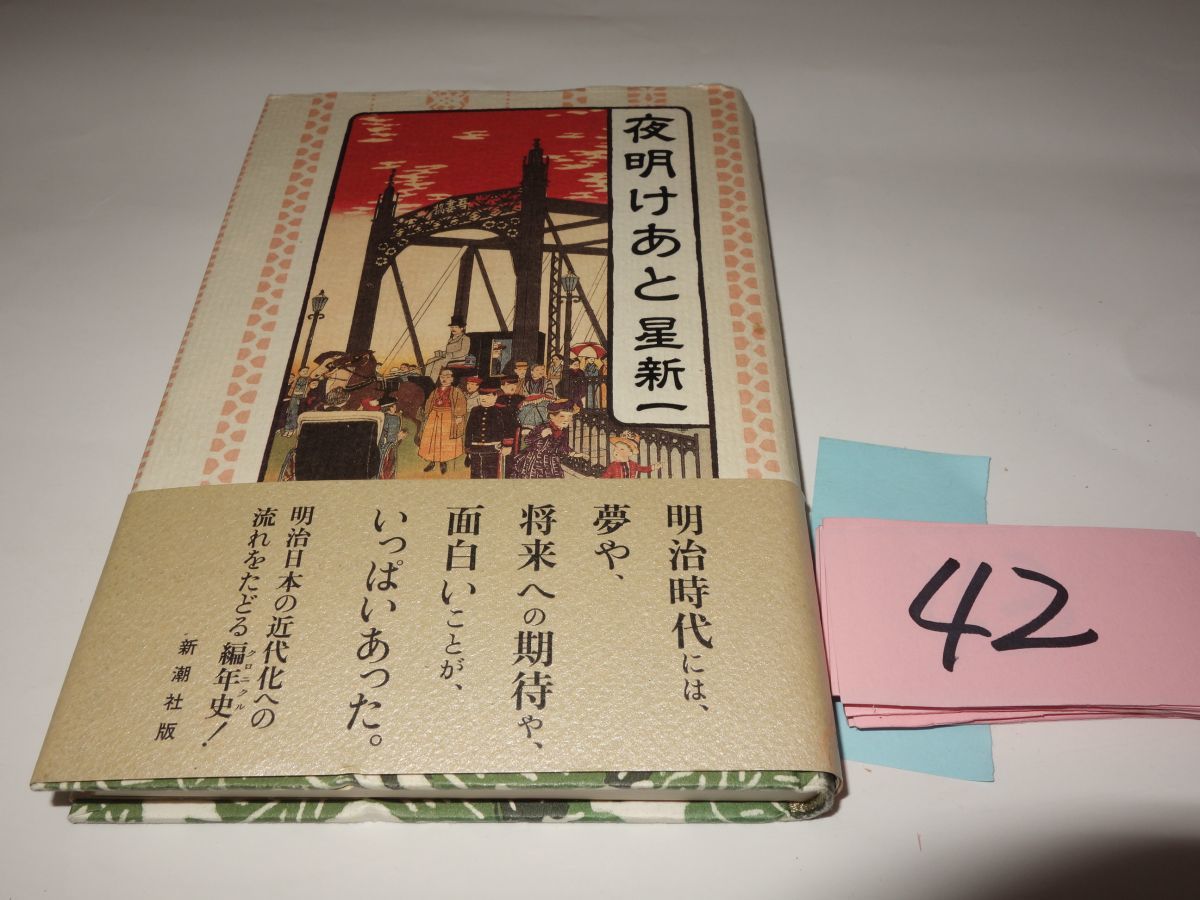 夜明けあと 星新一
明治時代には、
夢や、
将来への期待や、
面白いことが、
いっぱいあった。
明治日本の近代化への
流れをたどる編年史！
クロニクル
新潮社版
42